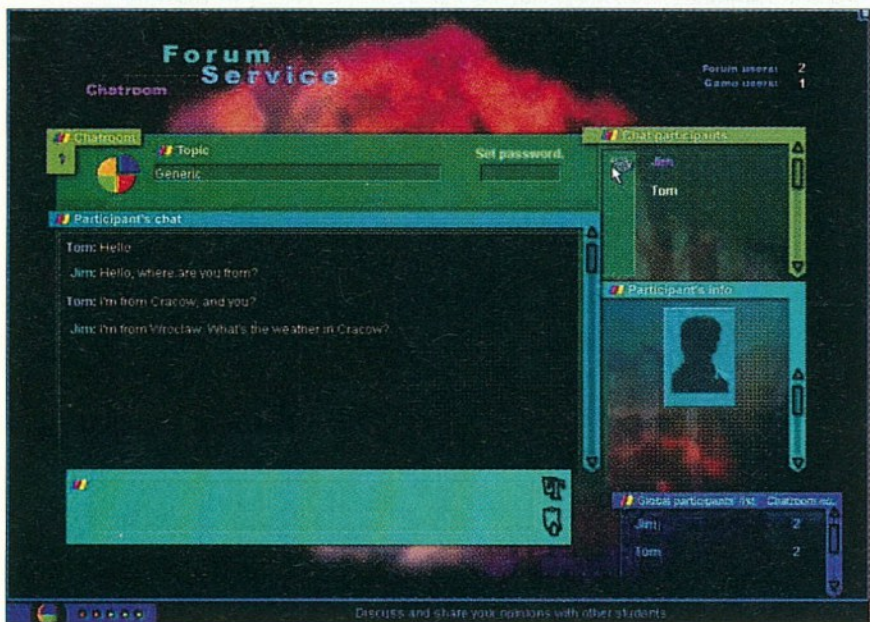 Forum
Service
Chatroom
Forum users: 2
Game users: 1
Chatroom
Topic
Set password.
Generic
Chat participants
Jim
Tom
Participant's chat
Tom: Hello
Jim: Hello, where are you from?
Tom: I'm from Cracow, and you?
Jim: I'm from Wroclaw. What's the weather in Cracow?
Participant's info
Global participants' list Chatroom no.
Jim 2
Tom 2
Discuss and share your opinions with other students